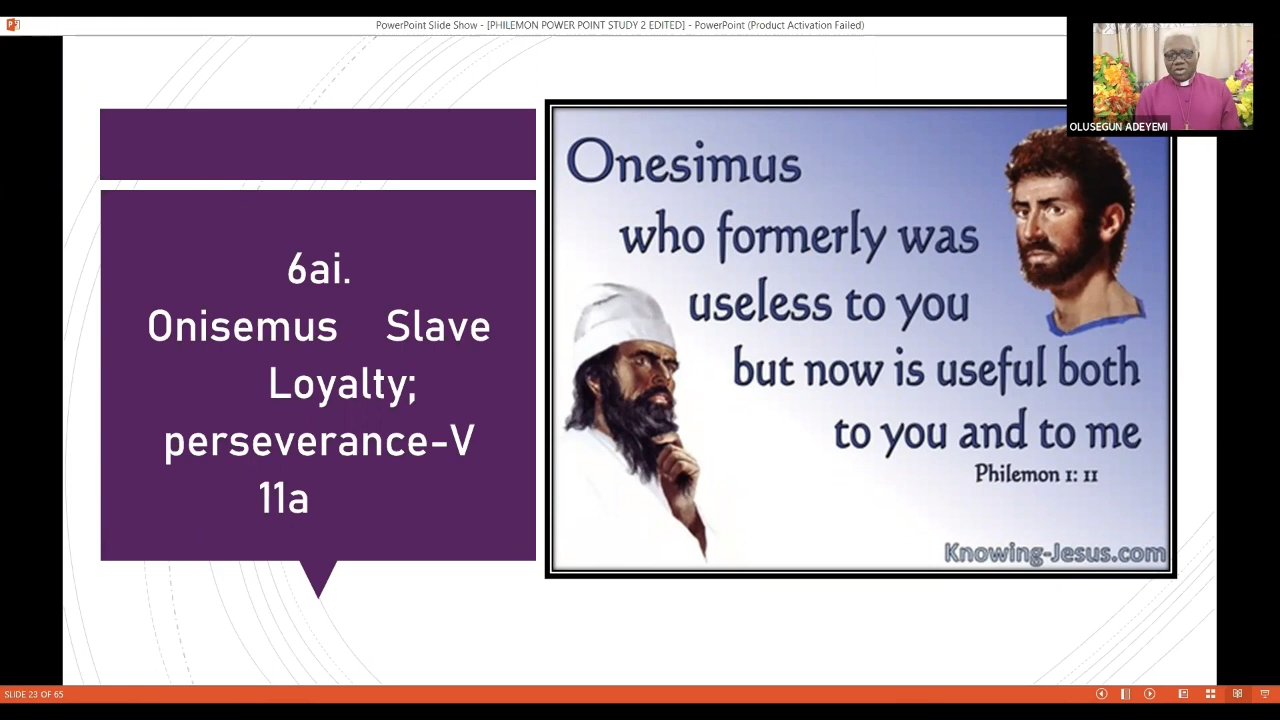 PowerPoint Slide Show - [PHILEMON POWER POINT STUDY 2 EDITED] - PowerPoint (Product Activation Failed)
OLUSEGUN ADEYEMI
6ai.
Onisemus Slave
Loyalty;
perseverance-V
11a
Onesimus
who formerly was
useless to you
but now is useful both
to you and to me
Philemon 1: 11
Knowing-Jesus.com
SLIDE 23 OF 65